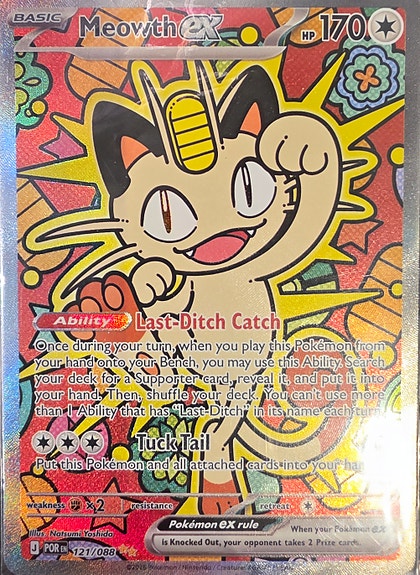 BASIC
Meowth ex HP 170
Ability Last-Ditch Catch
Once during your turn, when you play this Pokémon from
your hand onto your Bench, you may use this Ability. Search
your deck for a Supporter card, reveal it, and put it into
your hand. Then, shuffle your deck. You can't use more
than 1 Ability that has "Last-Ditch" in its name each turn.
Tuck Tail
Put this Pokémon and all attached cards into your
weakness x2 resistance retreat
Illus. Natsumi Yoshida
Pokémon ex rule
When your Pokémon ex
is Knocked Out, your opponent takes 2 Prize cards.
J POR EN 121/088
©2026 Pokémon / Nintendo / Creatures /